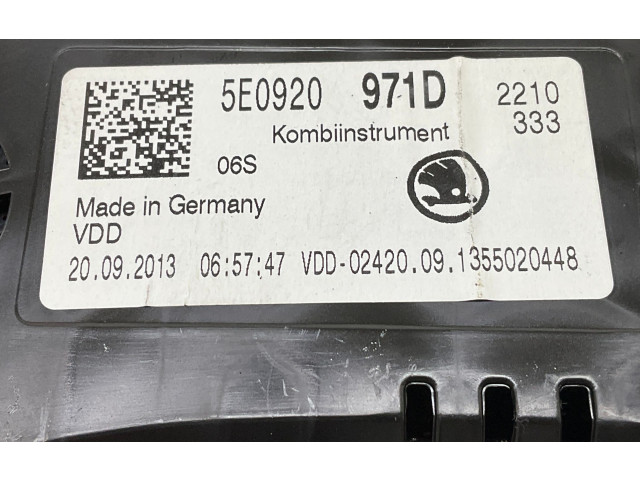 5E0920 971D 2210
Kombiinstrument 333
06S
Made in Germany
VDD
20.09.2013 06:57:47 VDD-02420.09.1355020448